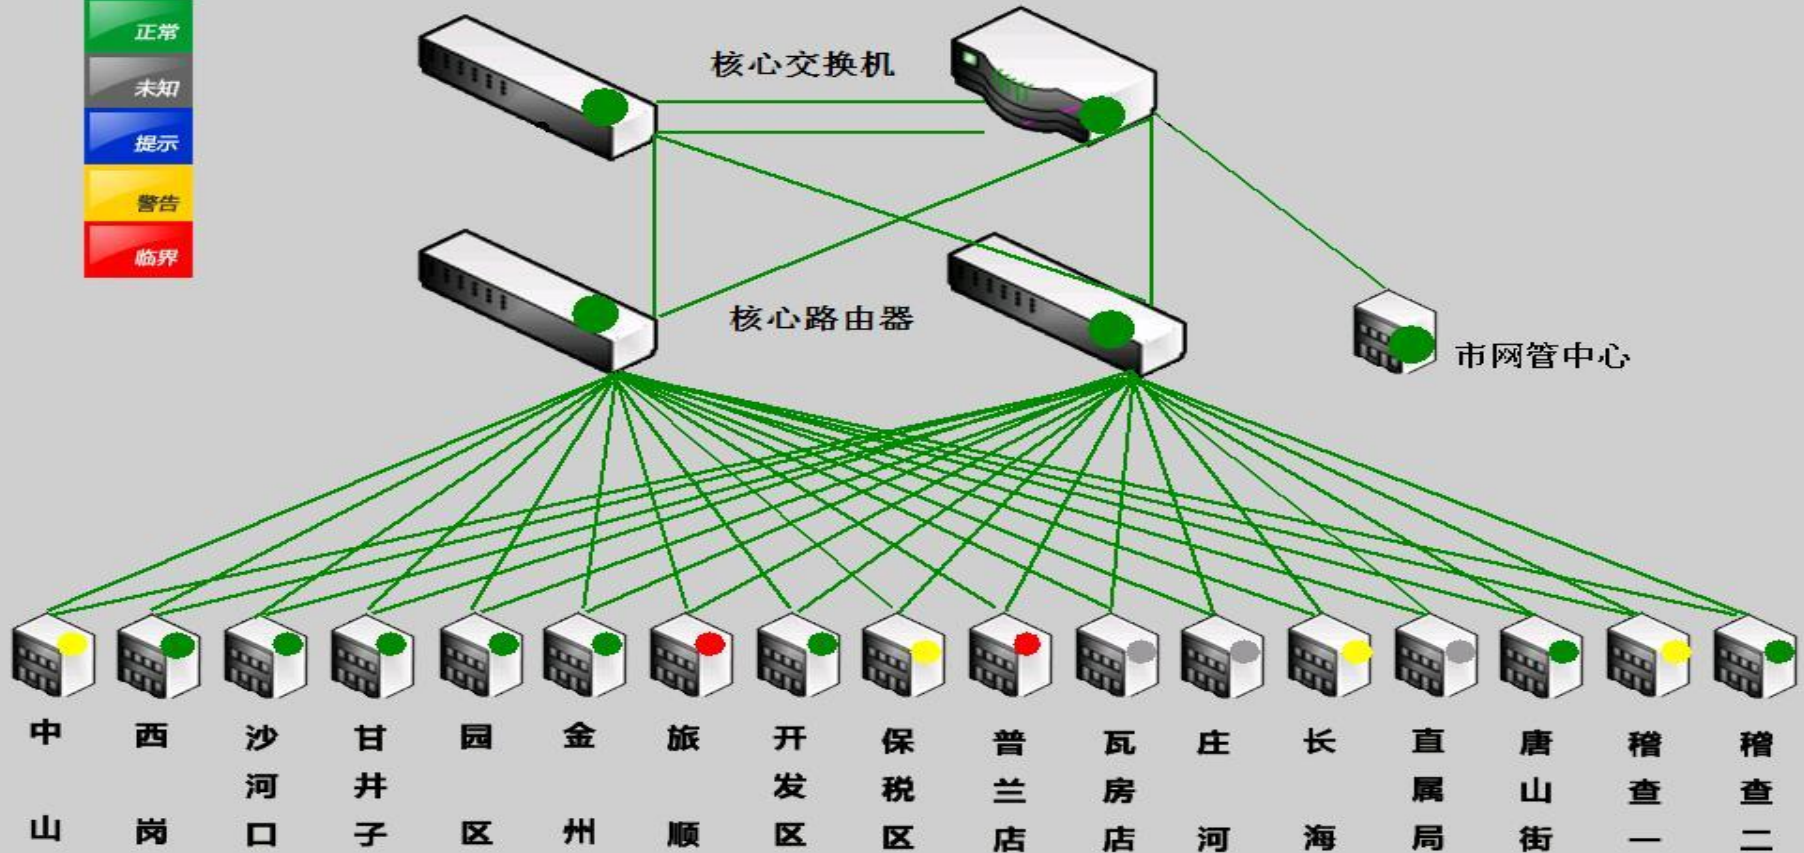 正常
未知
提示
警告
临界
核心交换机
核心路由器
市网管中心
中山
西岗
沙河口
甘井子
园区
金州
旅顺
开发区
保税区
普兰店
瓦房店
庄河
长海
直属局
唐山街
稽查一
稽查二